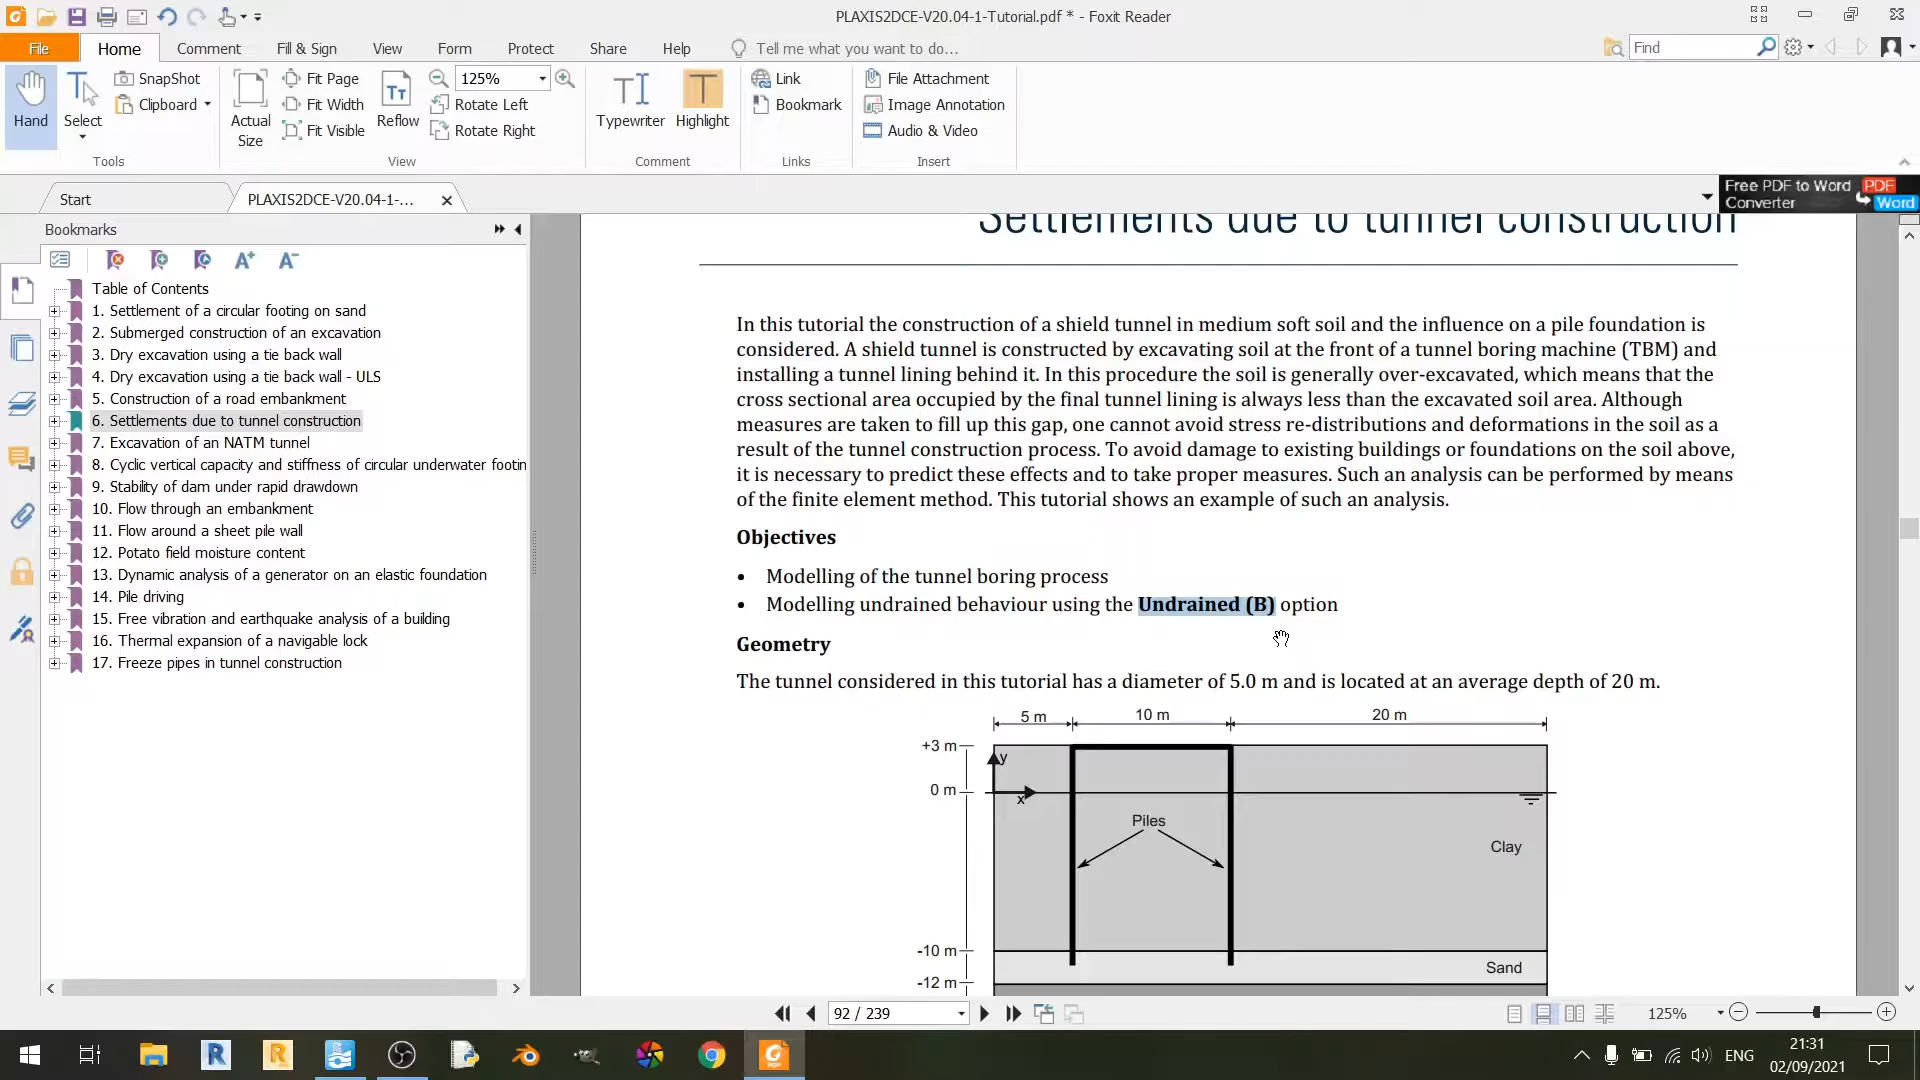 PLAXIS2DCE-V20.04-1-Tutorial.pdf * - Foxit Reader
File
Home
Comment
Fill & Sign
View
Form
Protect
Share
Help
Tell me what you want to do...
Find
Hand
Select
SnapShot
Clipboard
Tools
Actual
Size
Fit Page
Fit Width
Fit Visible
Reflow
125%
Rotate Left
Rotate Right
View
Typewriter
Highlight
Comment
Link
Bookmark
Links
File Attachment
Image Annotation
Audio & Video
Insert
Start
PLAXIS2DCE-V20.04-1-...
Free PDF to Word
Converter
PDF
Word
Bookmarks
Table of Contents
1. Settlement of a circular footing on sand
2. Submerged construction of an excavation
3. Dry excavation using a tie back wall
4. Dry excavation using a tie back wall - ULS
5. Construction of a road embankment
6. Settlements due to tunnel construction
7. Excavation of an NATM tunnel
8. Cyclic vertical capacity and stiffness of circular underwater footin
9. Stability of dam under rapid drawdown
10. Flow through an embankment
11. Flow around a sheet pile wall
12. Potato field moisture content
13. Dynamic analysis of a generator on an elastic foundation
14. Pile driving
15. Free vibration and earthquake analysis of a building
16. Thermal expansion of a navigable lock
17. Freeze pipes in tunnel construction
Settlements due to tunnel construction
In this tutorial the construction of a shield tunnel in medium soft soil and the influence on a pile foundation is
considered. A shield tunnel is constructed by excavating soil at the front of a tunnel boring machine (TBM) and
installing a tunnel lining behind it. In this procedure the soil is generally over-excavated, which means that the
cross sectional area occupied by the final tunnel lining is always less than the excavated soil area. Although
measures are taken to fill up this gap, one cannot avoid stress re-distributions and deformations in the soil as a
result of the tunnel construction process. To avoid damage to existing buildings or foundations on the soil above,
it is necessary to predict these effects and to take proper measures. Such an analysis can be performed by means
of the finite element method. This tutorial shows an example of such an analysis.
Objectives
• Modelling of the tunnel boring process
• Modelling undrained behaviour using the Undrained (B) option
Geometry
The tunnel considered in this tutorial has a diameter of 5.0 m and is located at an average depth of 20 m.
5 m
10 m
20 m
+3 m
y
0 m
x
Piles
Clay
-10 m
Sand
-12 m
92 / 239
125%
ENG
21:31
02/09/2021